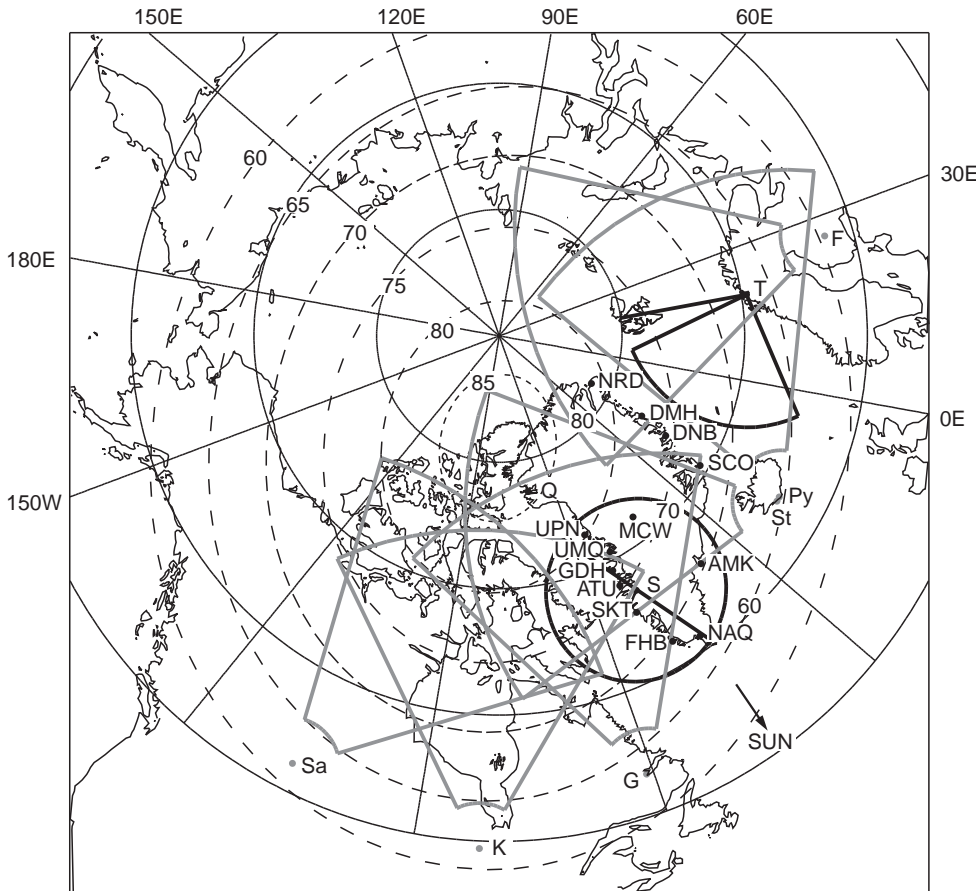 150E
120E
90E
60E
60
65
70
75
80
85
30E
180E
F
T
NRD
80
DMH
DNB
0E
SCO
150W
Q
70
Py
St
UPN
MCW
UMQ
GDH
AMK
ATU
S
SKT
60
FHB
NAQ
SUN
Sa
G
K